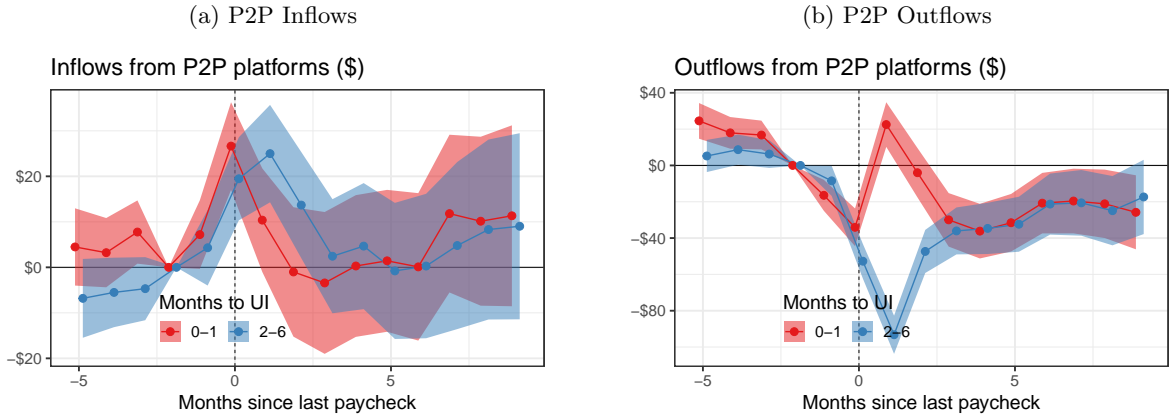 (a) P2P Inflows
Inflows from P2P platforms ($)
$20
$0
−$20
Months to UI
0−1
2−6
−5
0
5
Months since last paycheck
(b) P2P Outflows
Outflows from P2P platforms ($)
$40
$0
−$40
−$80
Months to UI
0−1
2−6
−5
0
5
Months since last paycheck